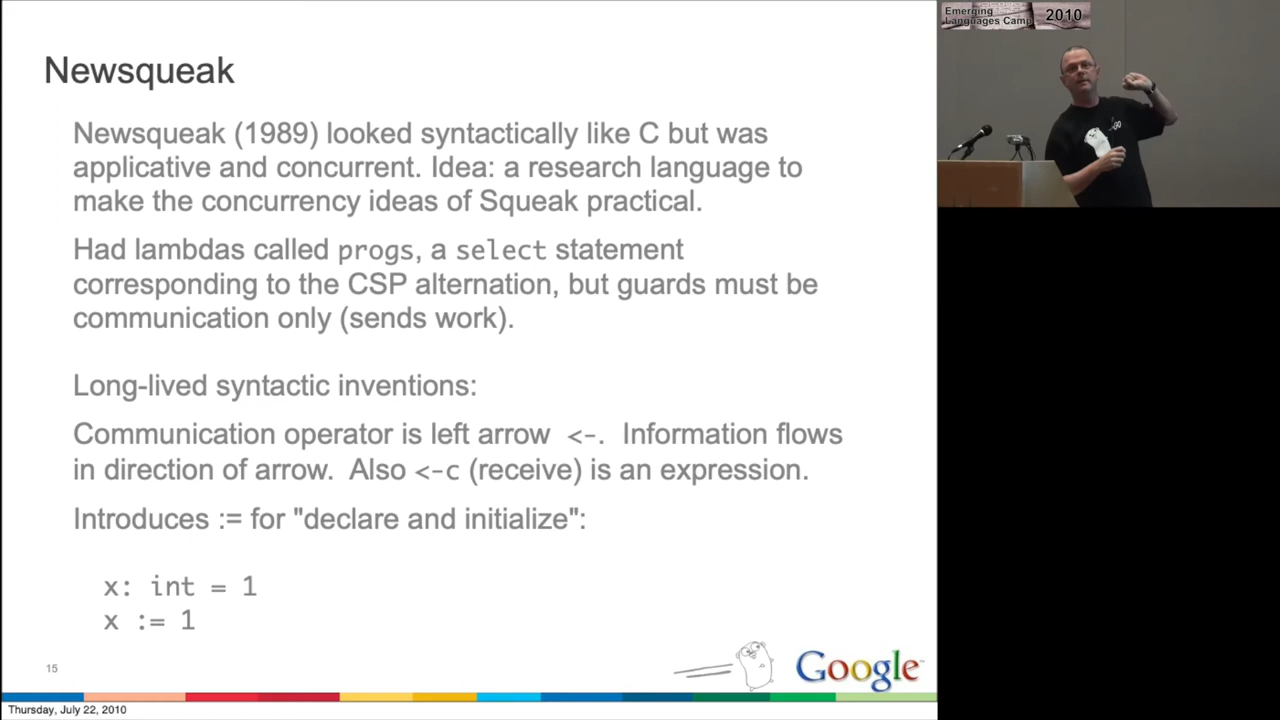 Emerging
Languages Camp 2010
Newsqueak
Newsqueak (1989) looked syntactically like C but was
applicative and concurrent. Idea: a research language to
make the concurrency ideas of Squeak practical.
Had lambdas called progs, a select statement
corresponding to the CSP alternation, but guards must be
communication only (sends work).
Long-lived syntactic inventions:
Communication operator is left arrow <-. Information flows
in direction of arrow. Also <-c (receive) is an expression.
Introduces := for "declare and initialize":
x: int = 1
x := 1
15
Google
Thursday, July 22, 2010
GO